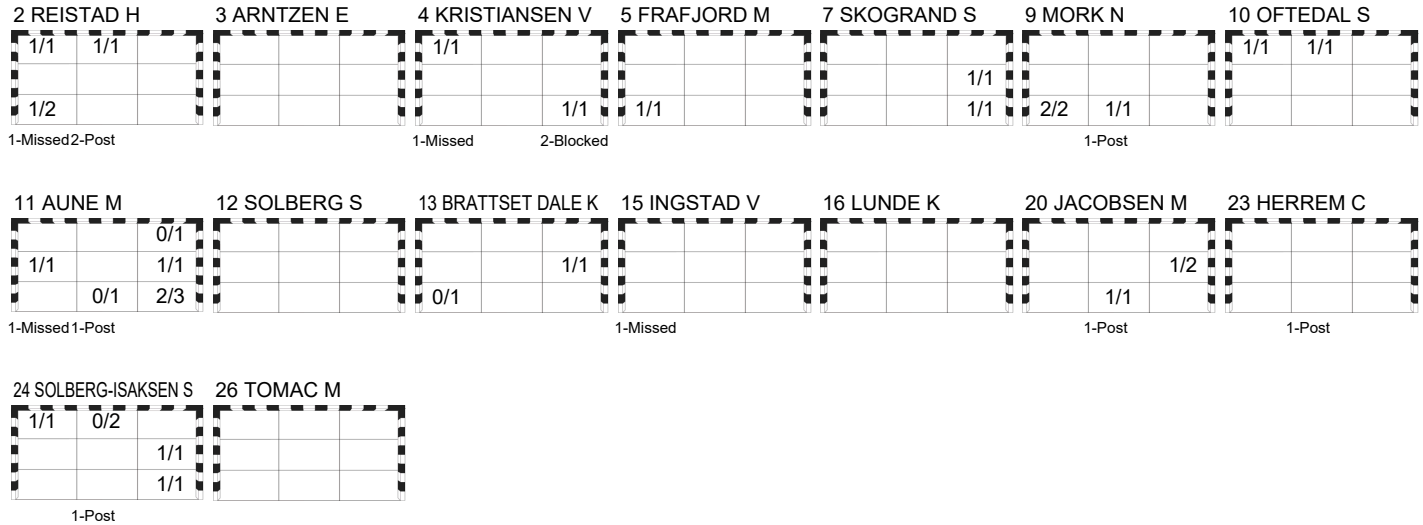 2 REISTAD H 3 ARNTZEN E 4 KRISTIANSEN V 5 FRAFJORD M 7 SKOGRAND S 9 MORK N 10 OFTEDAL S
1/1 1/1 1/1 1/1 1/1
1/1
1/2 1/1 1/1 1/1 2/2 1/1
1-Missed 2-Post 1-Missed 2-Blocked 1-Post
11 AUNE M 12 SOLBERG S 13 BRATTSET DALE K 15 INGSTAD V 16 LUNDE K 20 JACOBSEN M 23 HERREM C
0/1
1/1 1/1 1/1 1/2
0/1 2/3 0/1 1/1
1-Missed 1-Post 1-Missed 1-Post 1-Post
24 SOLBERG-ISAKSEN S 26 TOMAC M
1/1 0/2
1/1
1/1
1-Post